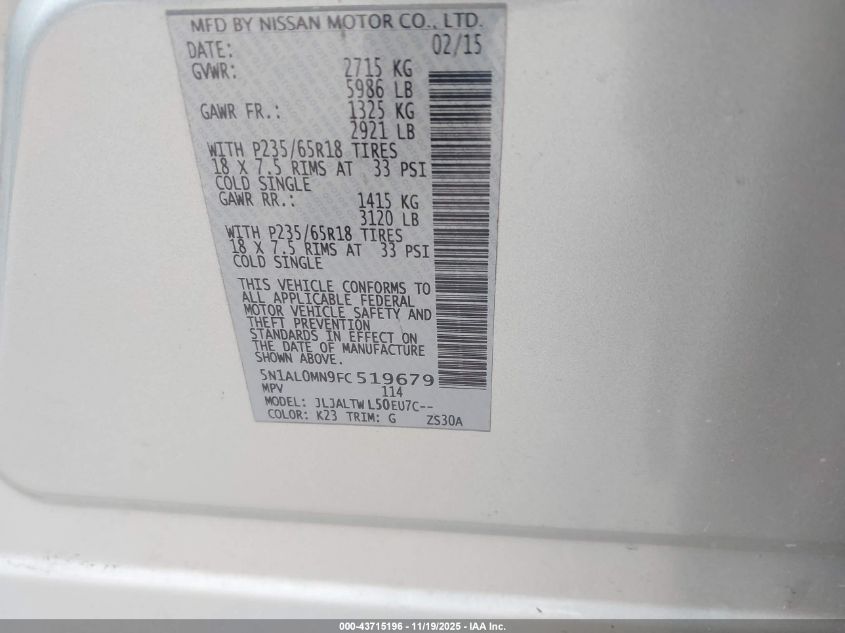 MFD BY NISSAN MOTOR CO., LTD.
DATE: 02/15
GVWR: 2715 KG
5986 LB
GAWR FR.: 1325 KG
2921 LB
WITH P235/65R18 TIRES
18 X 7.5 RIMS AT 33 PSI
COLD SINGLE
GAWR RR.: 1415 KG
3120 LB
WITH P235/65R18 TIRES
18 X 7.5 RIMS AT 33 PSI
COLD SINGLE
THIS VEHICLE CONFORMS TO
ALL APPLICABLE FEDERAL
MOTOR VEHICLE SAFETY AND
THEFT PREVENTION
STANDARDS IN EFFECT ON
THE DATE OF MANUFACTURE
SHOWN ABOVE.
5N1AL0MN9FC519679
MPV 114
MODEL: JLJALTWL50EU7C--
COLOR: K23 TRIM: G ZS30A
000-43715196 - 11/19/2025 - IAA Inc.